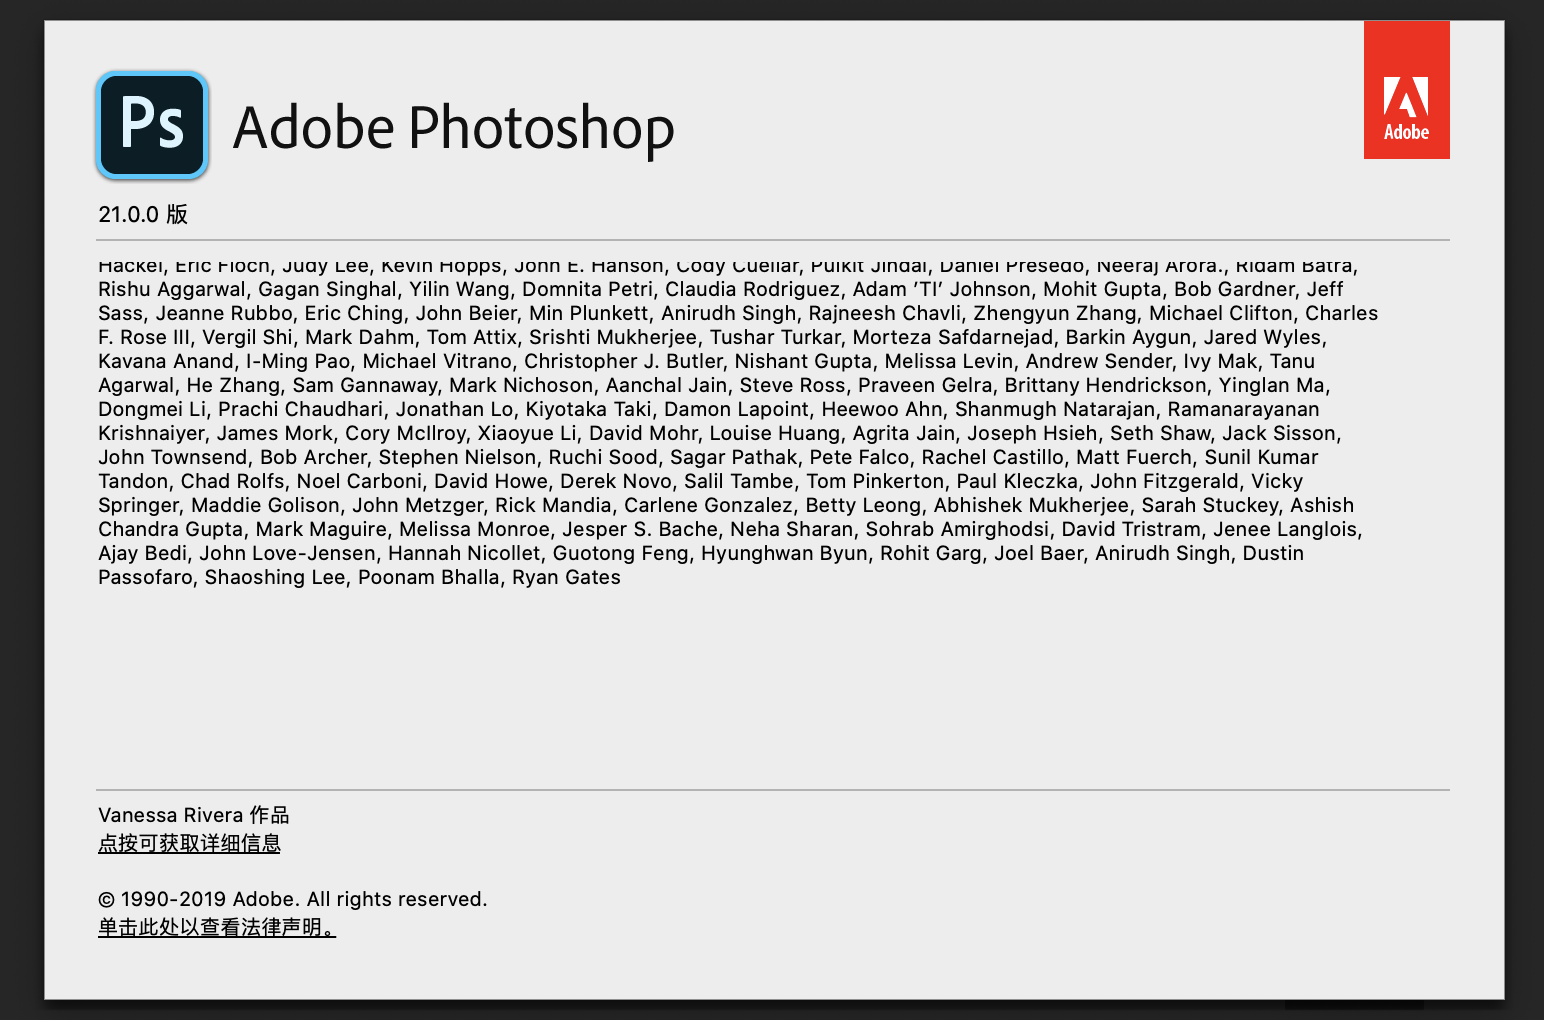 Ps Adobe Photoshop
Adobe
21.0.0 版
Hackel, Eric Floch, Judy Lee, Kevin Hopps, John E. Hanson, Cody Cuellar, Pulkit Jindal, Daniel Presedo, Neeraj Arora., Ridam Batra,
Rishu Aggarwal, Gagan Singhal, Yilin Wang, Domnita Petri, Claudia Rodriguez, Adam ’TI’ Johnson, Mohit Gupta, Bob Gardner, Jeff
Sass, Jeanne Rubbo, Eric Ching, John Beier, Min Plunkett, Anirudh Singh, Rajneesh Chavli, Zhengyun Zhang, Michael Clifton, Charles
F. Rose III, Vergil Shi, Mark Dahm, Tom Attix, Srishti Mukherjee, Tushar Turkar, Morteza Safdarnejad, Barkin Aygun, Jared Wyles,
Kavana Anand, I-Ming Pao, Michael Vitrano, Christopher J. Butler, Nishant Gupta, Melissa Levin, Andrew Sender, Ivy Mak, Tanu
Agarwal, He Zhang, Sam Gannaway, Mark Nichoson, Aanchal Jain, Steve Ross, Praveen Gelra, Brittany Hendrickson, Yinglan Ma,
Dongmei Li, Prachi Chaudhari, Jonathan Lo, Kiyotaka Taki, Damon Lapoint, Heewoo Ahn, Shanmugh Natarajan, Ramanarayanan
Krishnaiyer, James Mork, Cory McIlroy, Xiaoyue Li, David Mohr, Louise Huang, Agrita Jain, Joseph Hsieh, Seth Shaw, Jack Sisson,
John Townsend, Bob Archer, Stephen Nielson, Ruchi Sood, Sagar Pathak, Pete Falco, Rachel Castillo, Matt Fuerch, Sunil Kumar
Tandon, Chad Rolfs, Noel Carboni, David Howe, Derek Novo, Salil Tambe, Tom Pinkerton, Paul Kleczka, John Fitzgerald, Vicky
Springer, Maddie Golison, John Metzger, Rick Mandia, Carlene Gonzalez, Betty Leong, Abhishek Mukherjee, Sarah Stuckey, Ashish
Chandra Gupta, Mark Maguire, Melissa Monroe, Jesper S. Bache, Neha Sharan, Sohrab Amirghodsi, David Tristram, Jenee Langlois,
Ajay Bedi, John Love-Jensen, Hannah Nicollet, Guotong Feng, Hyunghwan Byun, Rohit Garg, Joel Baer, Anirudh Singh, Dustin
Passofaro, Shaoshing Lee, Poonam Bhalla, Ryan Gates
Vanessa Rivera 作品
点按可获取详细信息
© 1990-2019 Adobe. All rights reserved.
单击此处以查看法律声明。